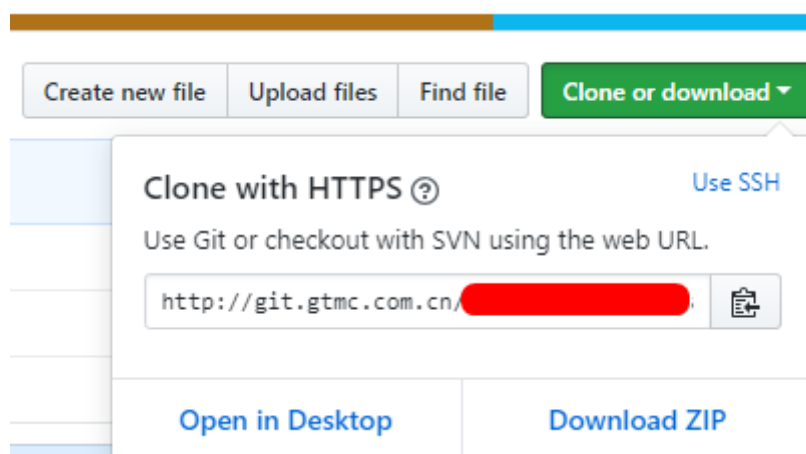 Create new file Upload files Find file Clone or download
Clone with HTTPS Use SSH
Use Git or checkout with SVN using the web URL.
http://git.gtmc.com.cn/
Open in Desktop Download ZIP